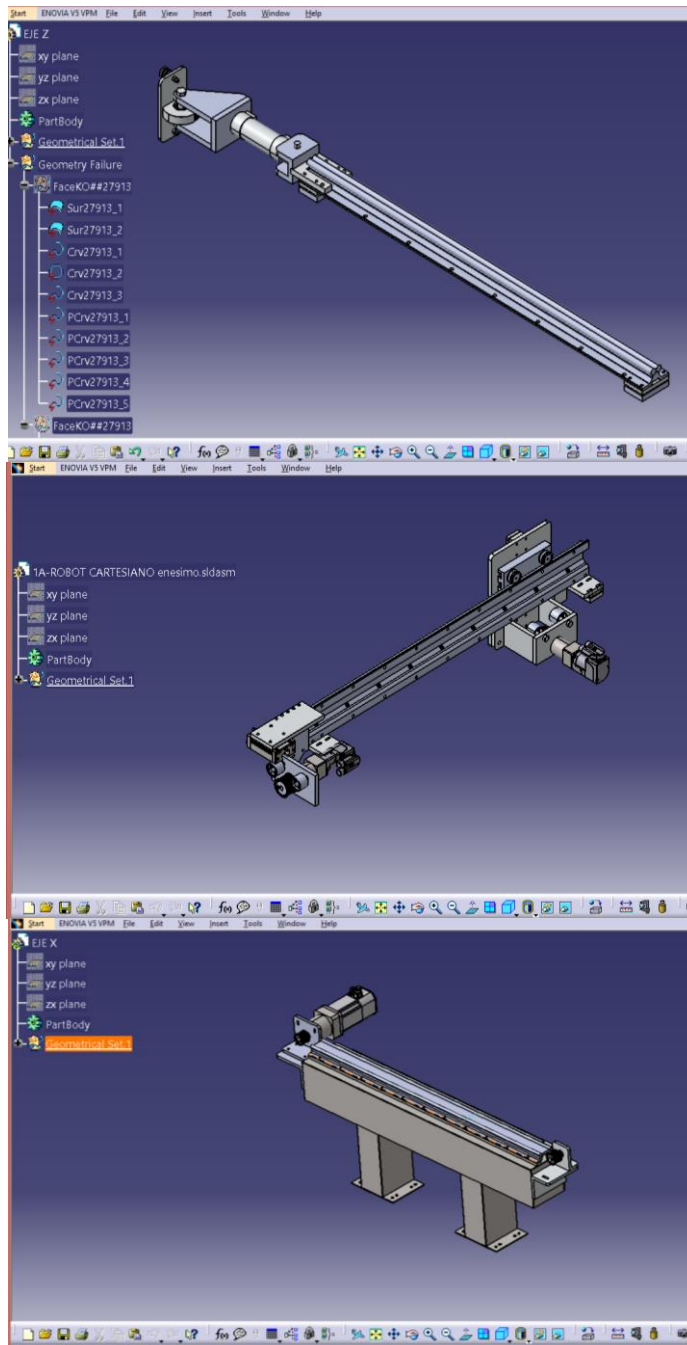 Start ENOVIA V5 VPM File Edit View Insert Tools Window Help
EJE Z
xy plane
yz plane
zx plane
PartBody
Geometrical Set.1
Geometry Failure
FaceKO##27913
Sur27913_1
Sur27913_2
Crv27913_1
Crv27913_2
Crv27913_3
PCrv27913_1
PCrv27913_2
PCrv27913_3
PCrv27913_4
PCrv27913_5
FaceKO##27913
f(x)
Start ENOVIA V5 VPM File Edit View Insert Tools Window Help
1A-ROBOT CARTESIANO enesimo.sldasm
xy plane
yz plane
zx plane
PartBody
Geometrical Set.1
f(x)
Start ENOVIA V5 VPM File Edit View Insert Tools Window Help
EJE X
xy plane
yz plane
zx plane
PartBody
Geometrical Set.1
f(x)